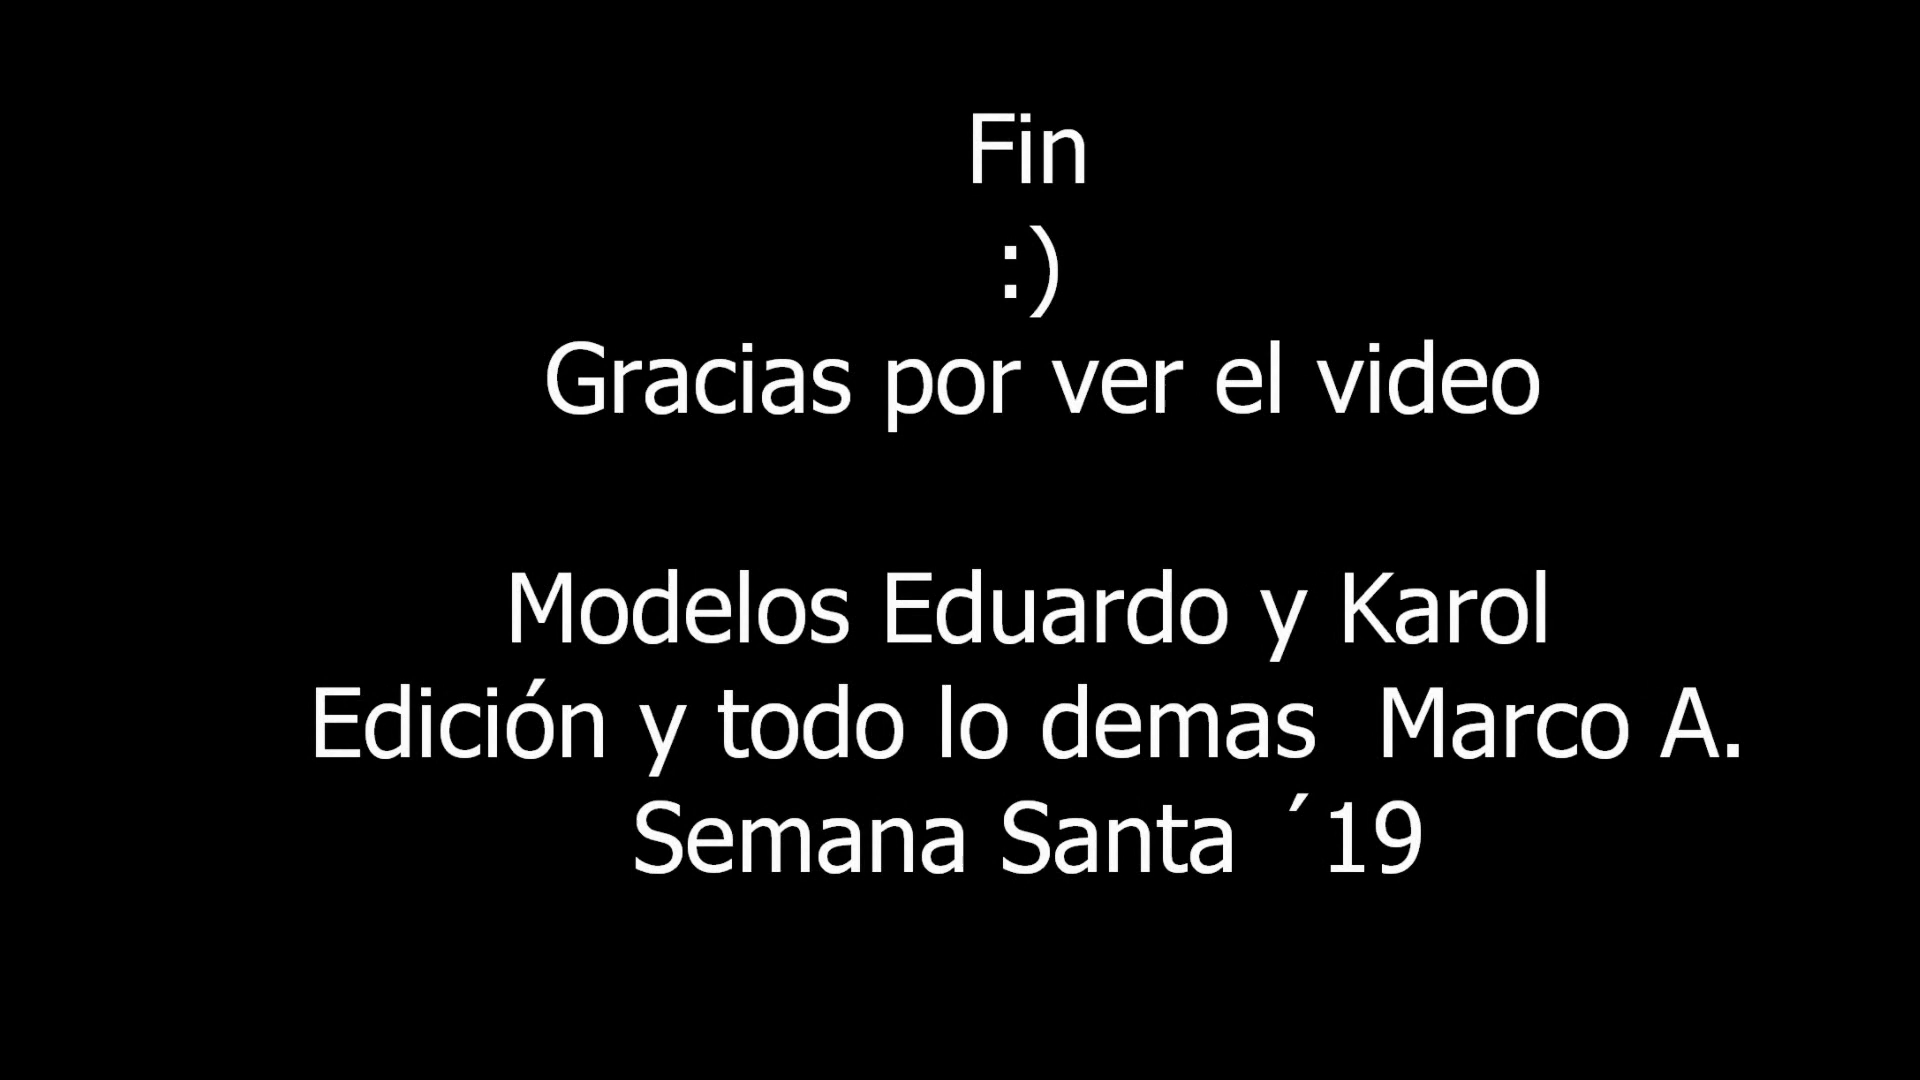 Fin
:)
Gracias por ver el video
Modelos Eduardo y Karol
Edición y todo lo demas  Marco A.
Semana Santa ´19